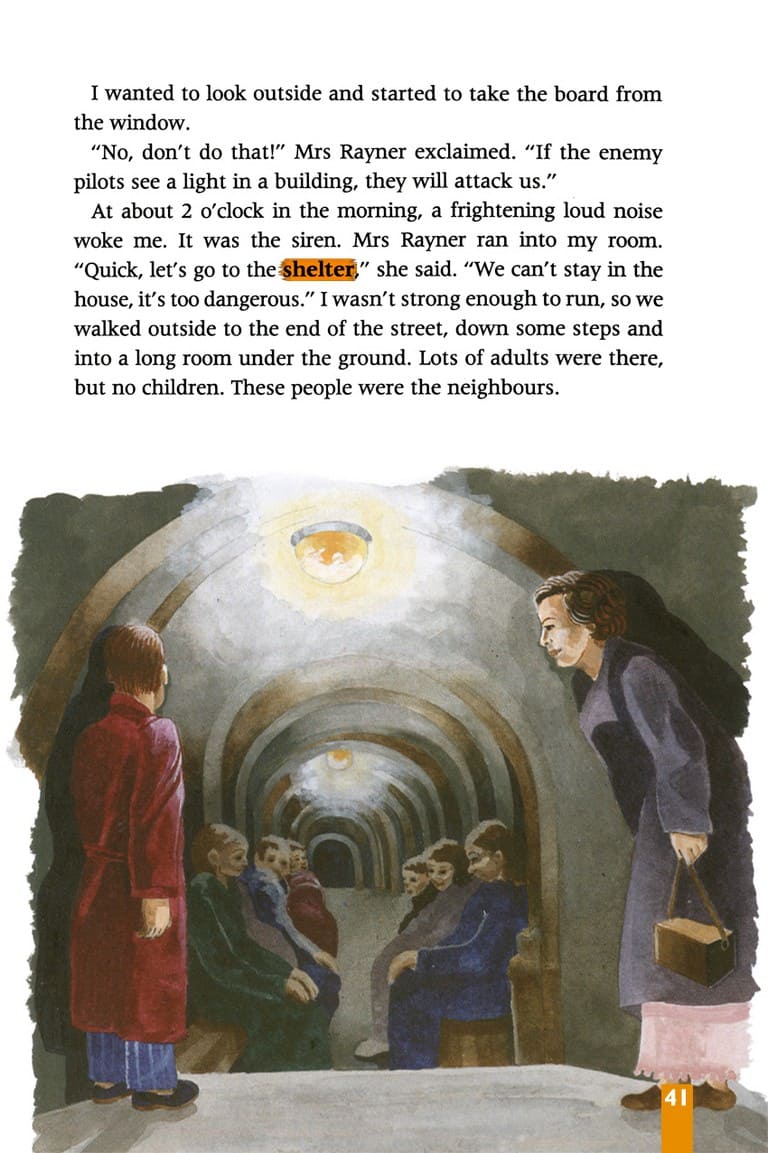 I wanted to look outside and started to take the board from
the window.
“No, don’t do that!” Mrs Rayner exclaimed. “If the enemy
pilots see a light in a building, they will attack us.”
At about 2 o’clock in the morning, a frightening loud noise
woke me. It was the siren. Mrs Rayner ran into my room.
“Quick, let’s go to the shelter,” she said. “We can’t stay in the
house, it’s too dangerous.” I wasn’t strong enough to run, so we
walked outside to the end of the street, down some steps and
into a long room under the ground. Lots of adults were there,
but no children. These people were the neighbours.
41